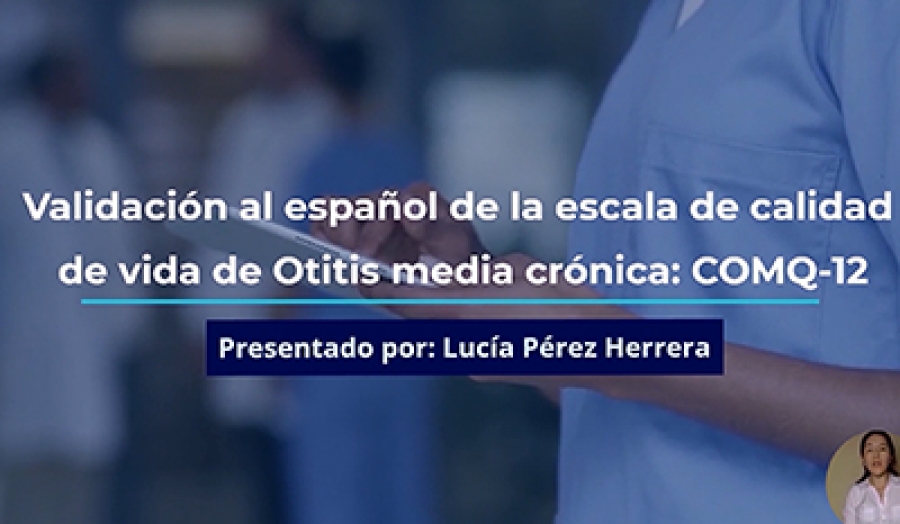 Validación al español de la escala de calidad
de vida de Otitis media crónica: COMQ-12
Presentado por: Lucía Pérez Herrera